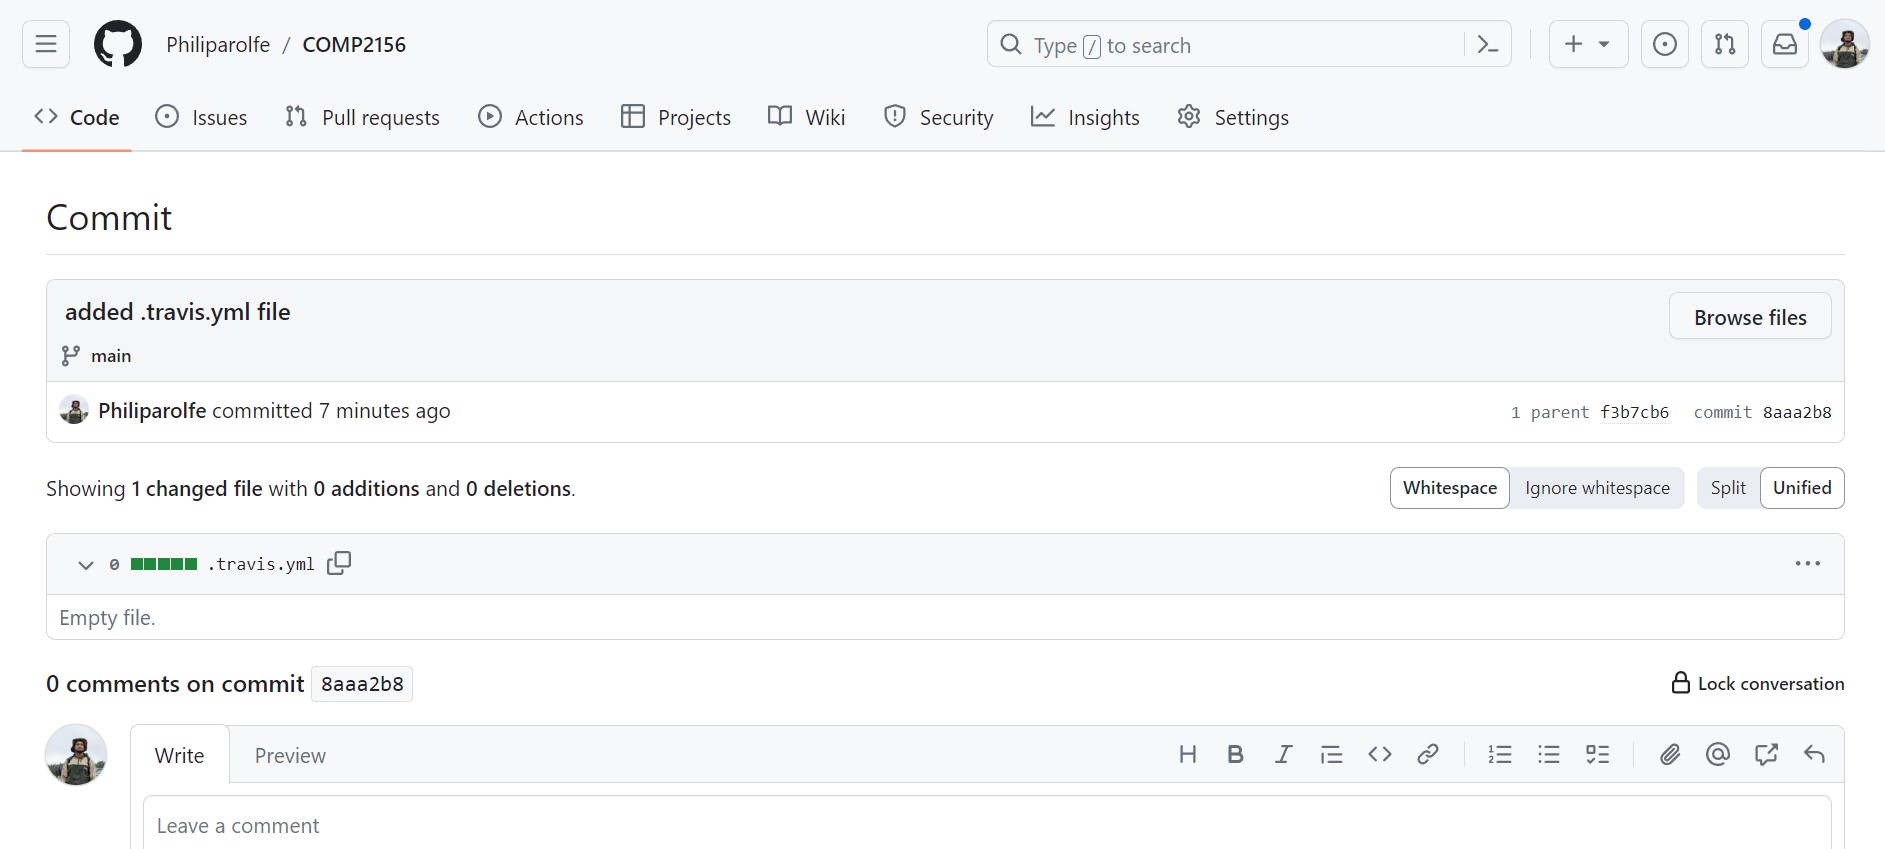 Philiparolfe / COMP2156
Type / to search
Code Issues Pull requests Actions Projects Wiki Security Insights Settings
Commit
added .travis.yml file
Browse files
main
Philiparolfe committed 7 minutes ago
1 parent f3b7cb6 commit 8aaa2b8
Showing 1 changed file with 0 additions and 0 deletions.
Whitespace Ignore whitespace Split Unified
0 .travis.yml
Empty file.
0 comments on commit 8aaa2b8
Lock conversation
Write Preview
Leave a comment